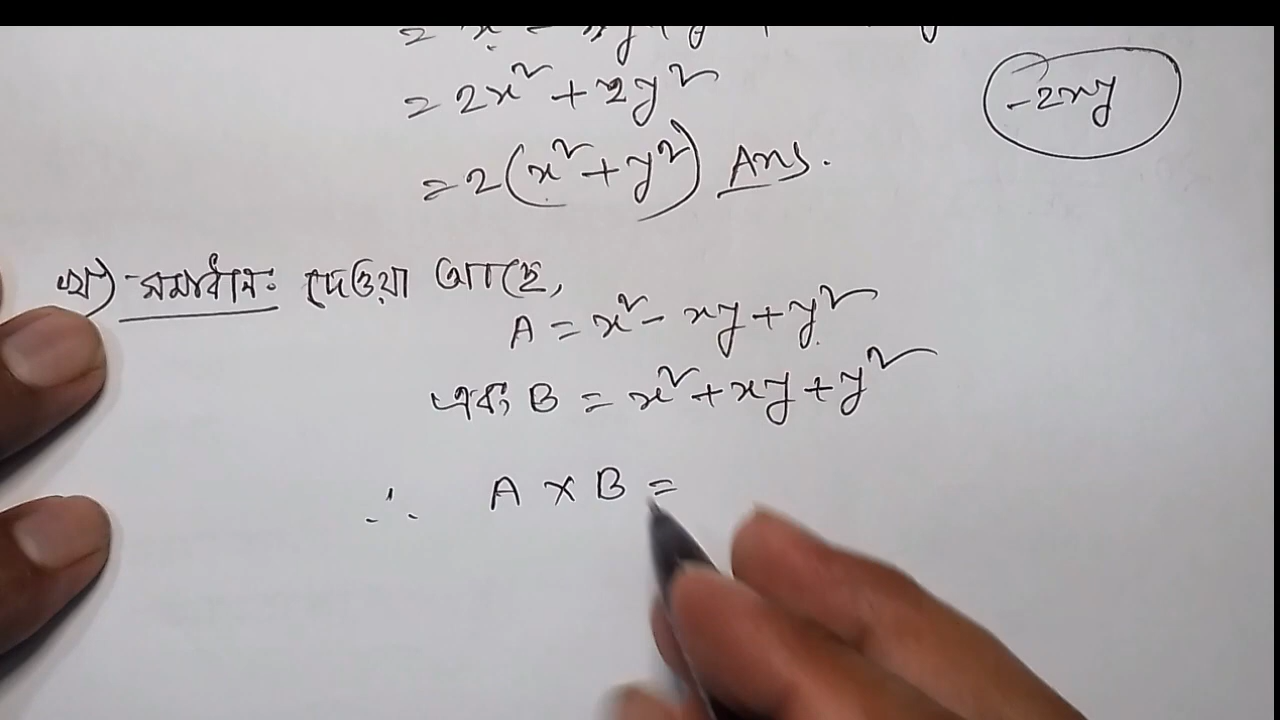 = 2x² + 2y²
-2xy
= 2(x² + y²) Ans.
খ) সমাধান: দেওয়া আছে,
A = x² - xy + y²
এবং B = x² + xy + y²
∴ A × B =